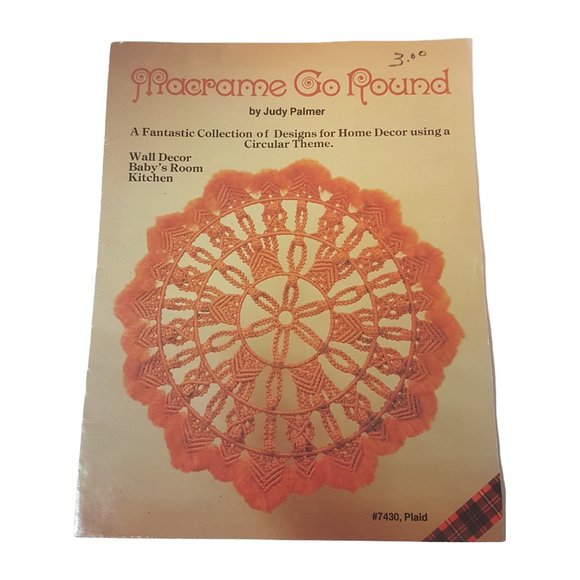 3.00
Macrame Go Round
by Judy Palmer
A Fantastic Collection of Designs for Home Decor using a
Circular Theme.
Wall Decor
Baby's Room
Kitchen
#7430, Plaid